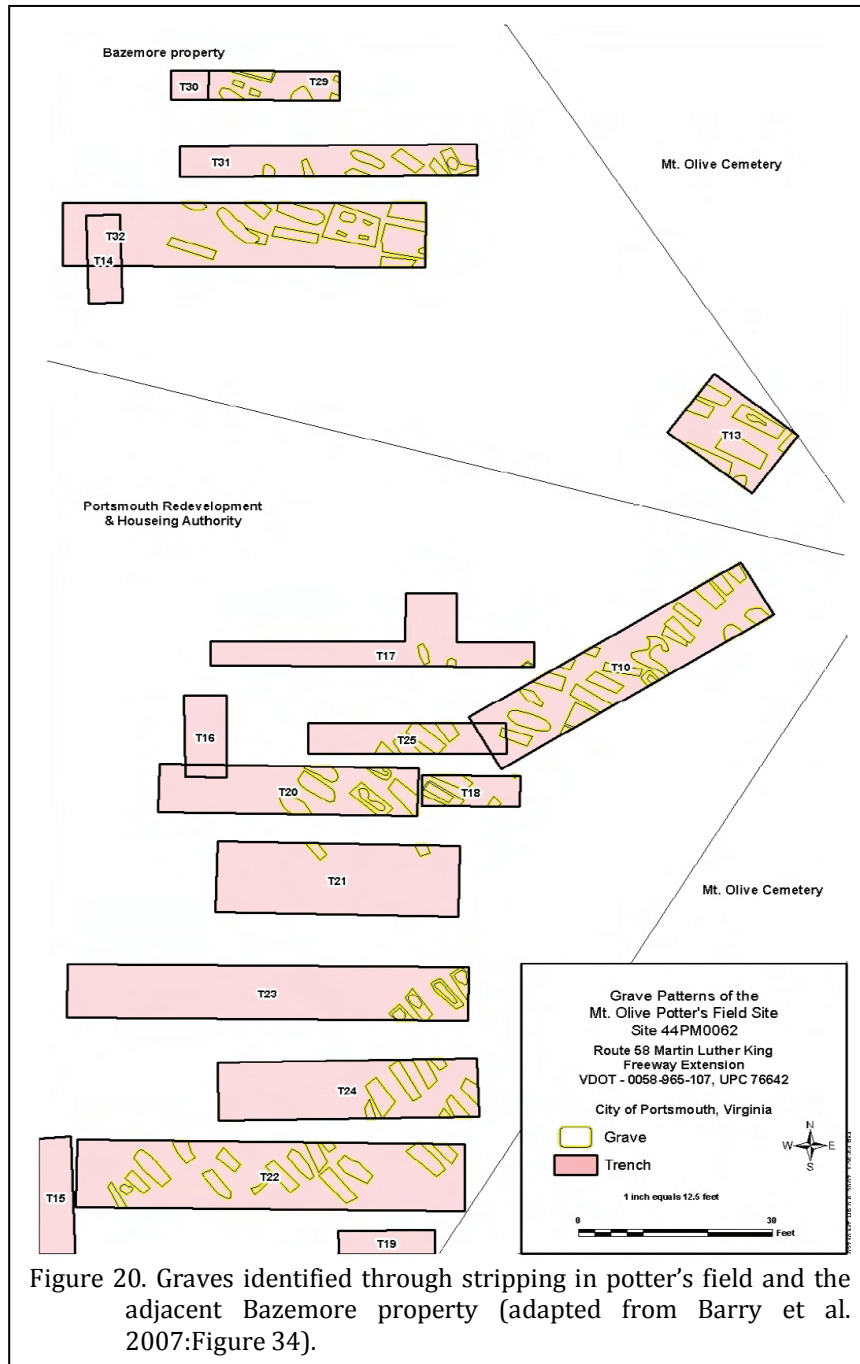 Bazemore property
T30
T29
T31
Mt. Olive Cemetery
T32
T14
T13
Portsmouth Redevelopment
& Houseing Authority
T17
T10
T16
T25
T20
T18
T21
Mt. Olive Cemetery
T23
T24
T22
T15
T19
Grave Patterns of the
Mt. Olive Potter's Field Site
Site 44PM0062
Route 58 Martin Luther King
Freeway Extension
VDOT - 0058-965-107, UPC 76642
City of Portsmouth, Virginia
Grave
Trench
N
W E
S
1 inch equals 12.5 feet
0 30
Feet
Figure 20. Graves identified through stripping in potter’s field and the
adjacent Bazemore property (adapted from Barry et al.
2007:Figure 34).